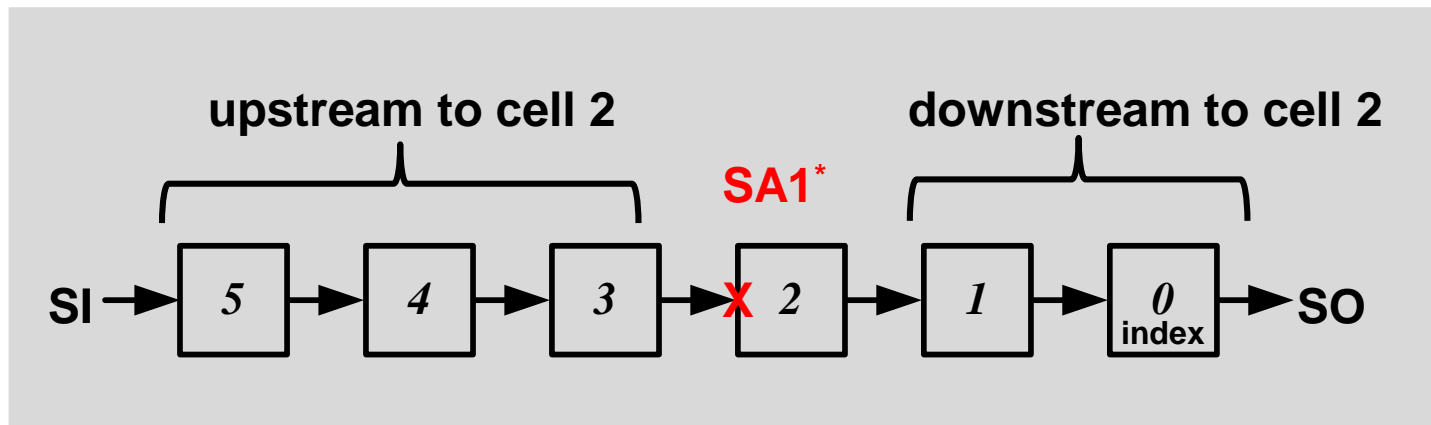 upstream to cell 2
downstream to cell 2
SA1*
SI 5 4 3 X 2 1 0 SO
index